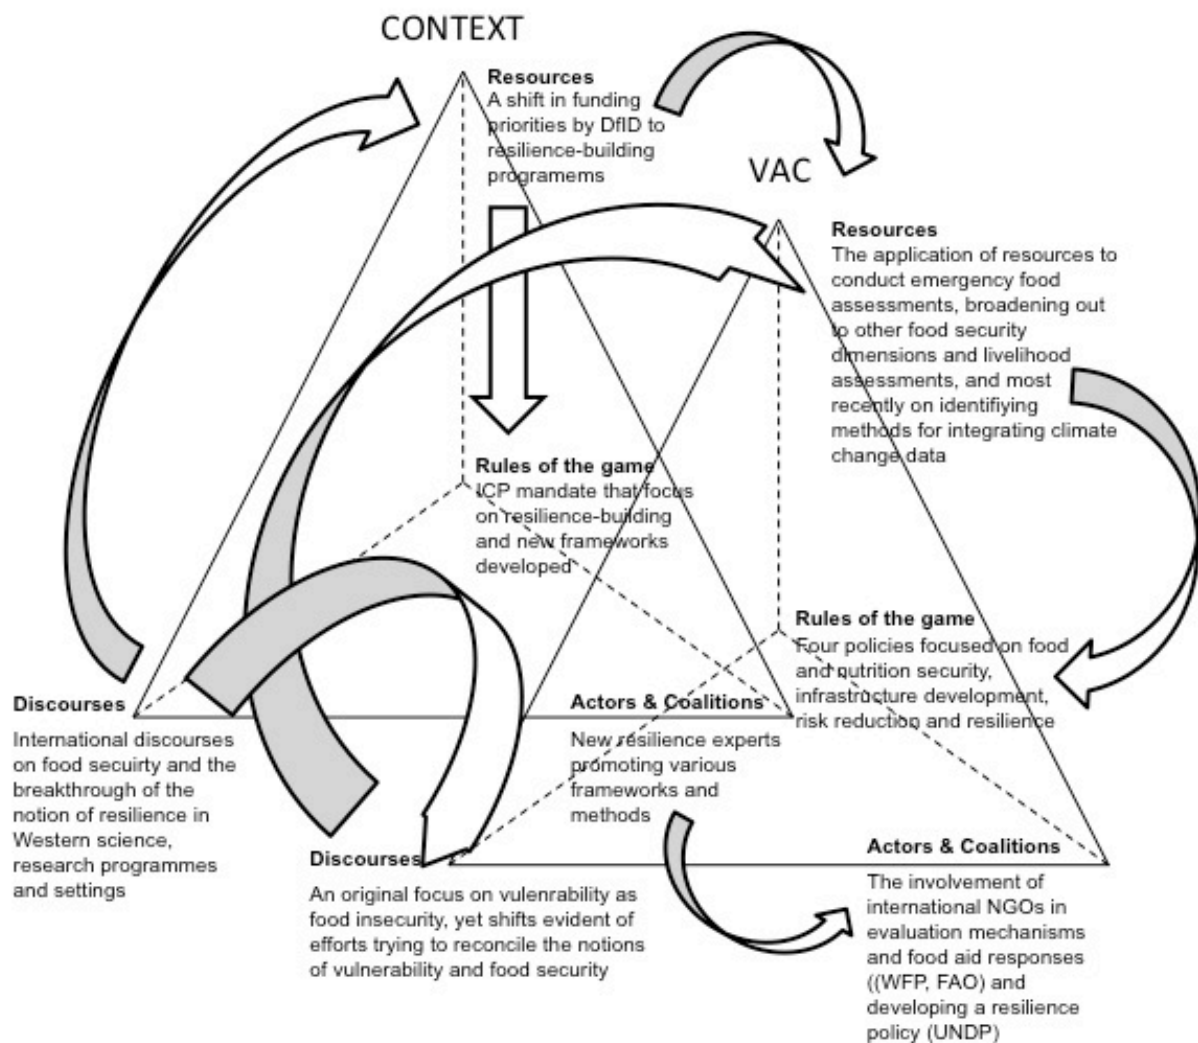 CONTEXT
Resources
A shift in funding
priorities by DfID to
resilience-building
programems
VAC
Resources
The application of resources to
conduct emergency food
assessments, broadening out
to other food security
dimensions and livelihood
assessments, and most
recently on identifiying
methods for integrating climate
change data
Rules of the game
ICP mandate that focus
on resilience-building
and new frameworks
developed
Rules of the game
Four policies focused on food
and nutrition security,
infrastructure development,
risk reduction and resilience
Discourses
International discourses
on food secuirty and the
breakthrough of the
notion of resilience in
Western science,
research programmes
and settings
Actors & Coalitions
New resilience experts
promoting various
frameworks and
methods
Discourses
An original focus on vulenrability as
food insecurity, yet shifts evident of
efforts trying to reconcile the notions
of vulnerability and food security
Actors & Coalitions
The involvement of
international NGOs in
evaluation mechanisms
and food aid responses
((WFP, FAO) and
developing a resilience
policy (UNDP)